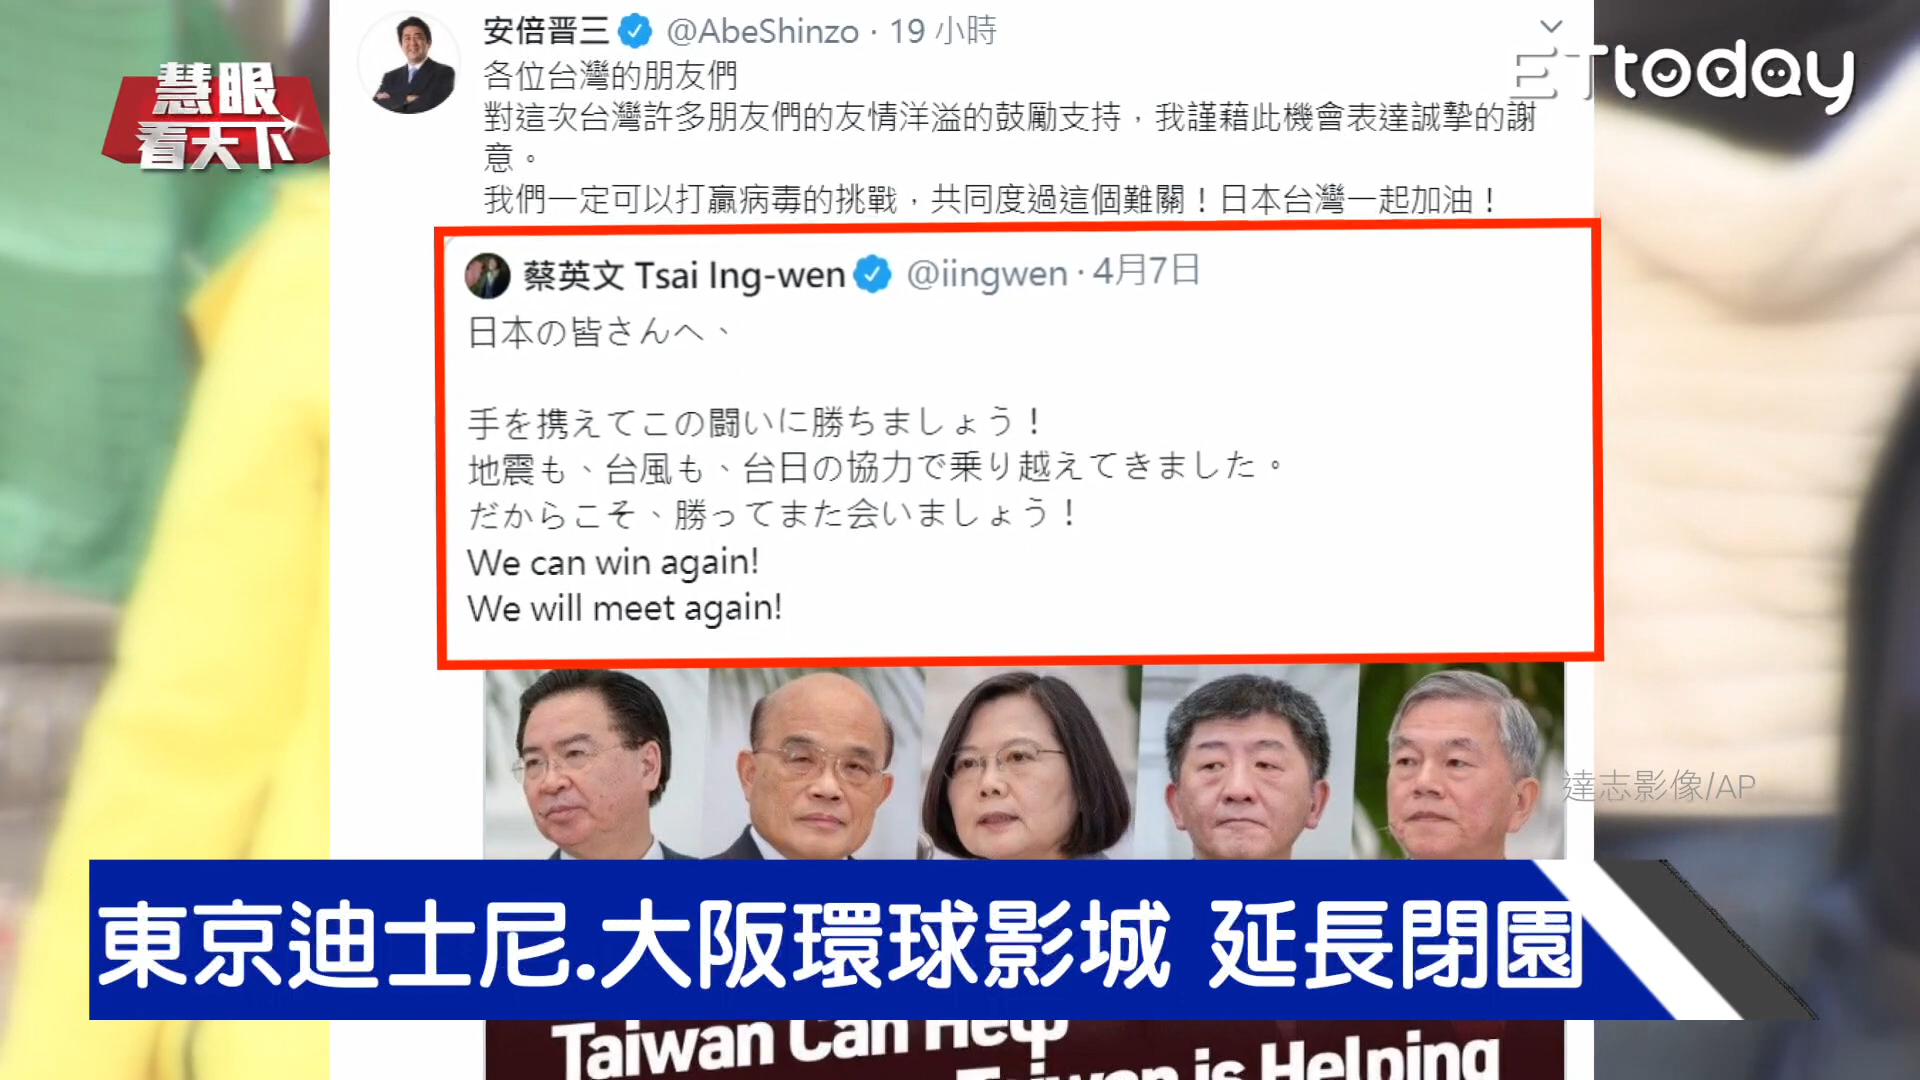 安倍晋三 @AbeShinzo · 19 小時
各位台灣的朋友們
對這次台灣許多朋友們的友情洋溢的鼓勵支持，我謹藉此機會表達誠摯的謝
意。
我們一定可以打贏病毒的挑戰，共同度過這個難關！日本台灣一起加油！
ETtoday
慧眼
看天下
蔡英文 Tsai Ing-wen @iingwen · 4月7日
日本の皆さんへ、
手を携えてこの闘いに勝ちましょう！
地震も、台風も、台日の協力で乗り越えてきました。
だからこそ、勝ってまた会いましょう！
We can win again!
We will meet again!
達志影像/AP
東京迪士尼.大阪環球影城 延長閉園
Taiwan Can Help
Taiwan is Helping